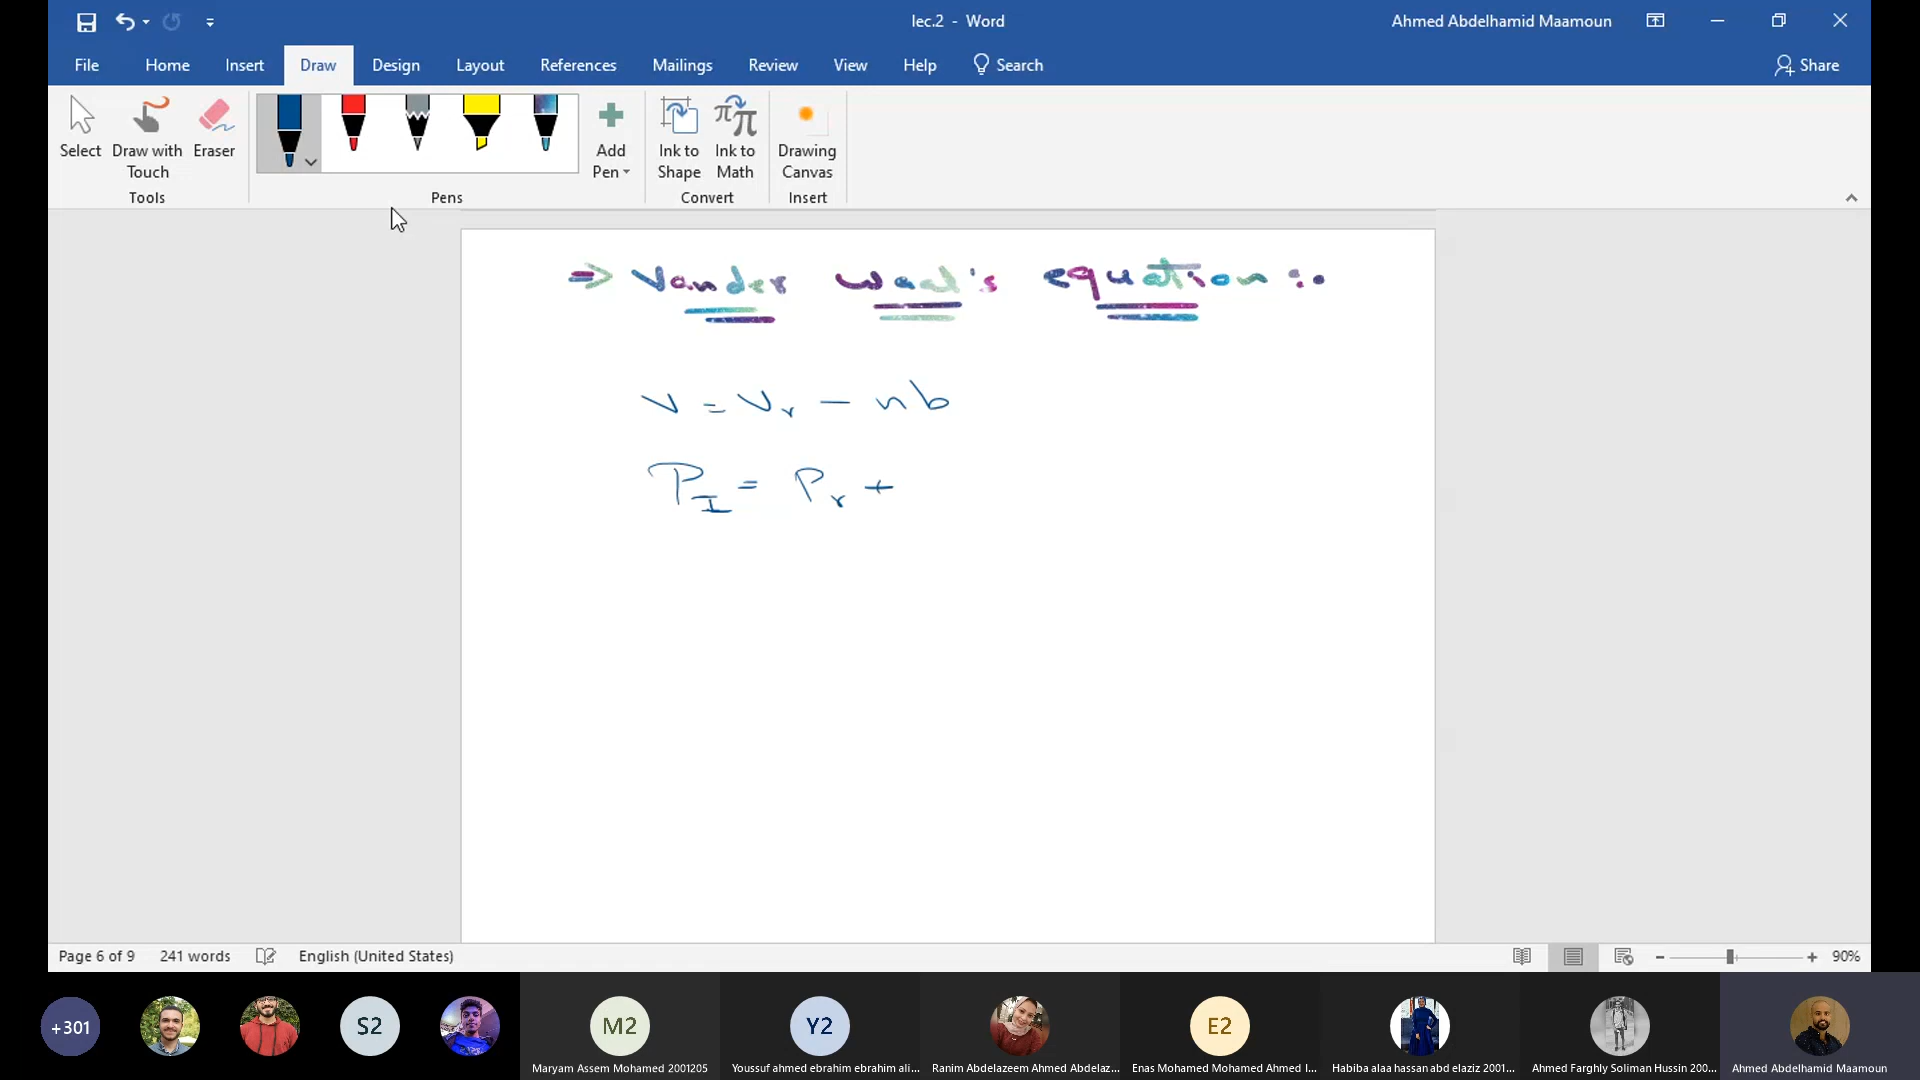 lec.2 - Word
Ahmed Abdelhamid Maamoun
File Home Insert Draw Design Layout References Mailings Review View Help Search Share
Select Draw with Touch Eraser Add Pen Ink to Shape Ink to Math Drawing Canvas
Tools Pens Convert Insert
⇒ Vander waal's equation :.
V = Vr - nb
P_I = Pr +
Page 6 of 9 241 words English (United States) 90%
+301 S2 M2 Y2 E2
Maryam Assem Mohamed 2001205 Youssuf ahmed ebrahim ebrahim ali... Ranim Abdelazeem Ahmed Abdelaz... Enas Mohamed Mohamed Ahmed I... Habiba alaa hassan abd elaziz 2001... Ahmed Farghly Soliman Hussin 200... Ahmed Abdelhamid Maamoun